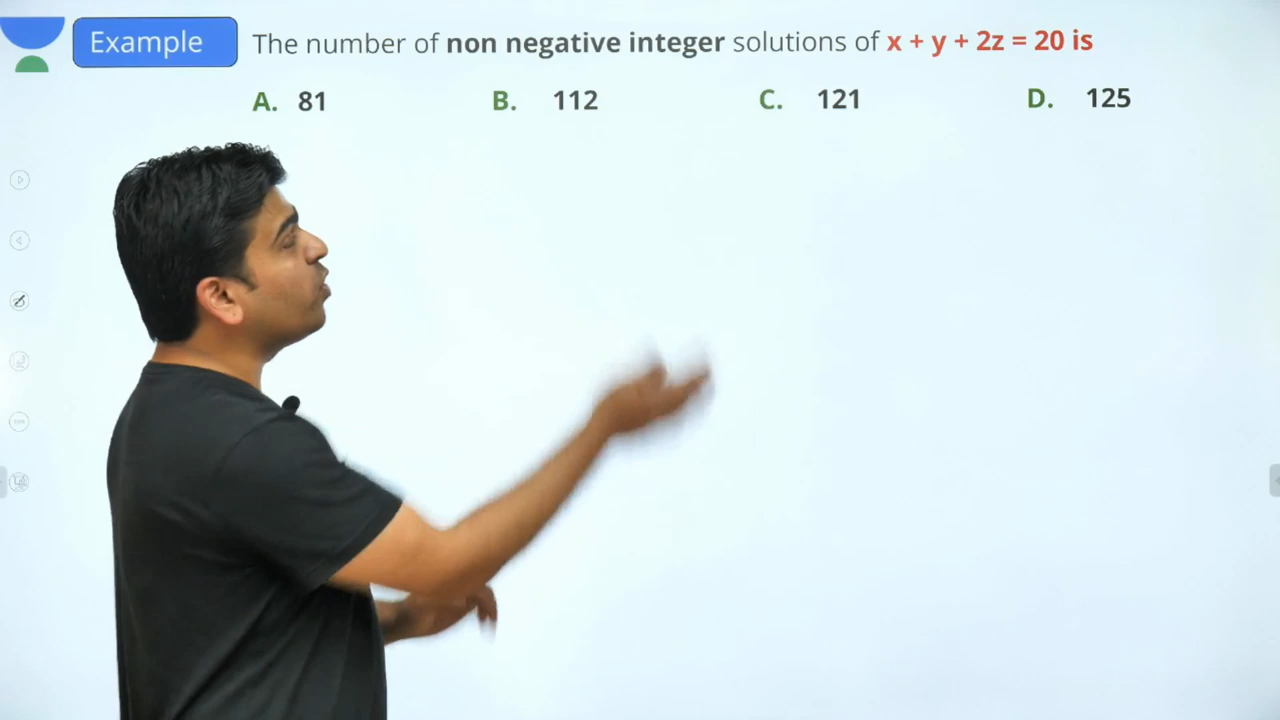 Example The number of non negative integer solutions of x + y + 2z = 20 is
A. 81 B. 112 C. 121 D. 125